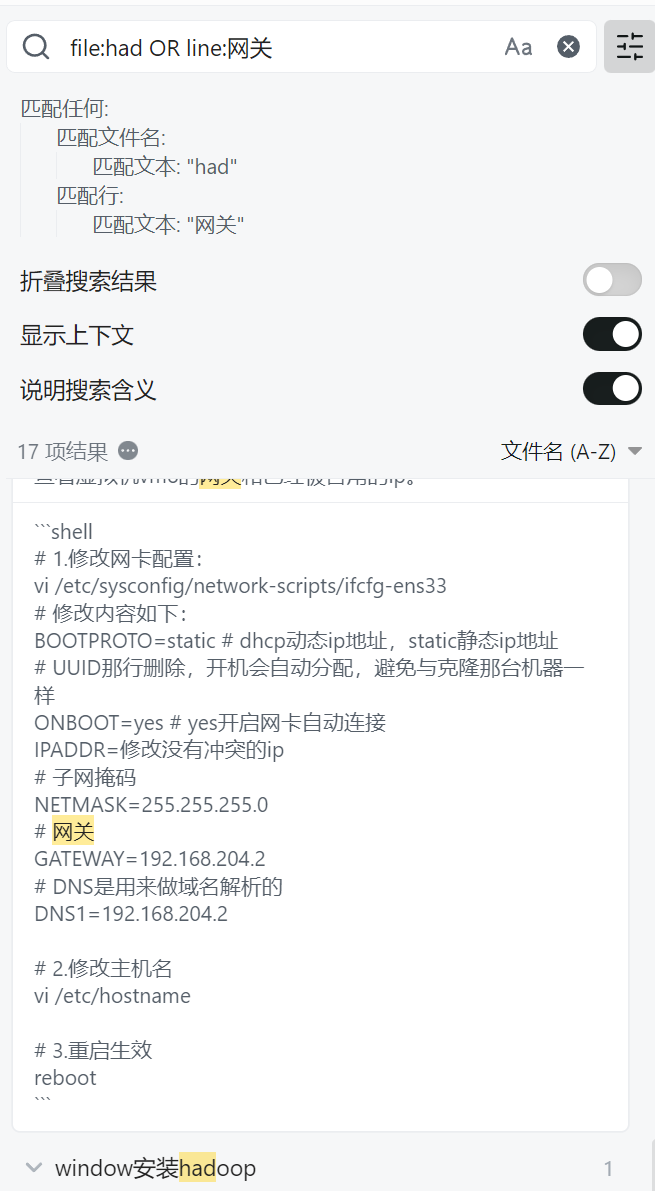 file:had OR line:网关 Aa
匹配任何:
匹配文件名:
匹配文本: "had"
匹配行:
匹配文本: "网关"
折叠搜索结果
显示上下文
说明搜索含义
17 项结果 文件名 (A-Z)
```shell
# 1.修改网卡配置：
vi /etc/sysconfig/network-scripts/ifcfg-ens33
# 修改内容如下：
BOOTPROTO=static # dhcp动态ip地址，static静态ip地址
# UUID那行删除，开机会自动分配，避免与克隆那台机器一
样
ONBOOT=yes # yes开启网卡自动连接
IPADDR=修改没有冲突的ip
# 子网掩码
NETMASK=255.255.255.0
# 网关
GATEWAY=192.168.204.2
# DNS是用来做域名解析的
DNS1=192.168.204.2
# 2.修改主机名
vi /etc/hostname
# 3.重启生效
reboot
```
window安装hadoop 1